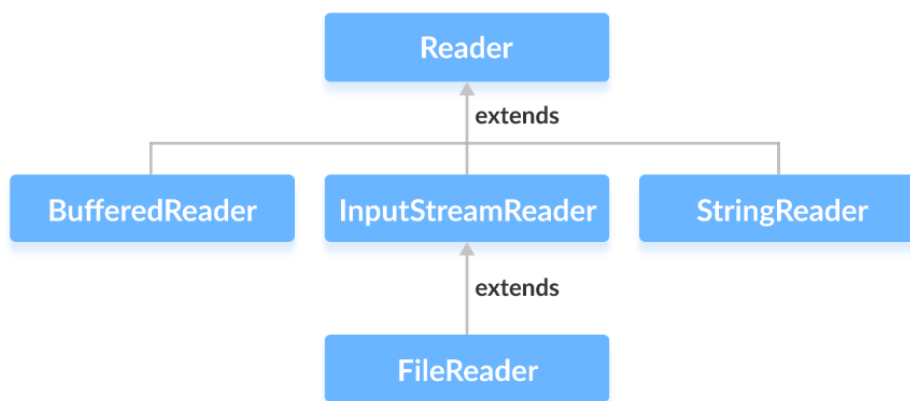 Reader
extends
BufferedReader
InputStreamReader
StringReader
extends
FileReader